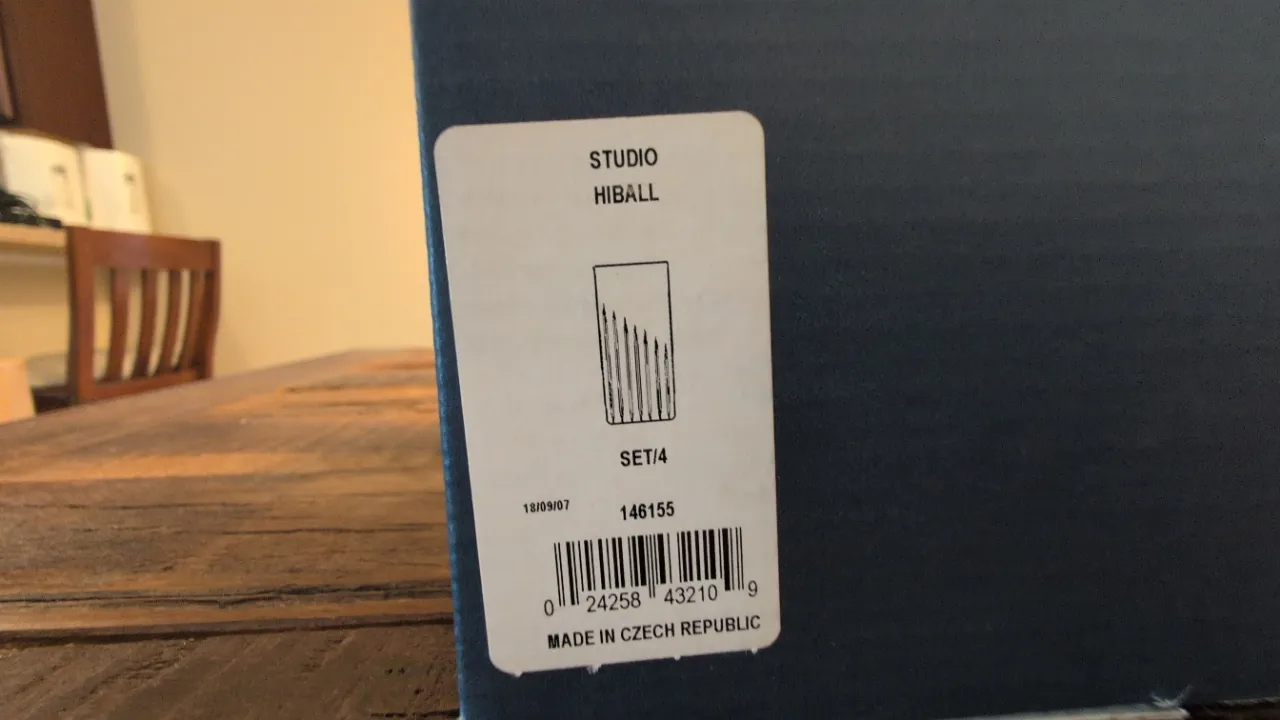 STUDIO
HIBALL
SET/4
18/09/07 146155
0 24258 43210 9
MADE IN CZECH REPUBLIC